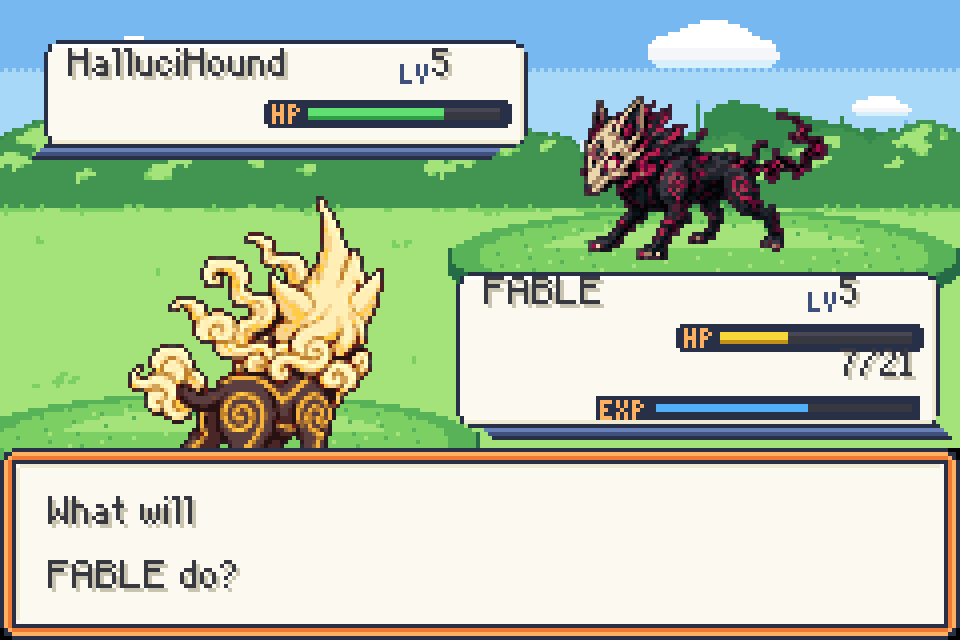 HalluciHound Lv5
HP
FABLE Lv5
HP
7/21
EXP
What will
FABLE do?